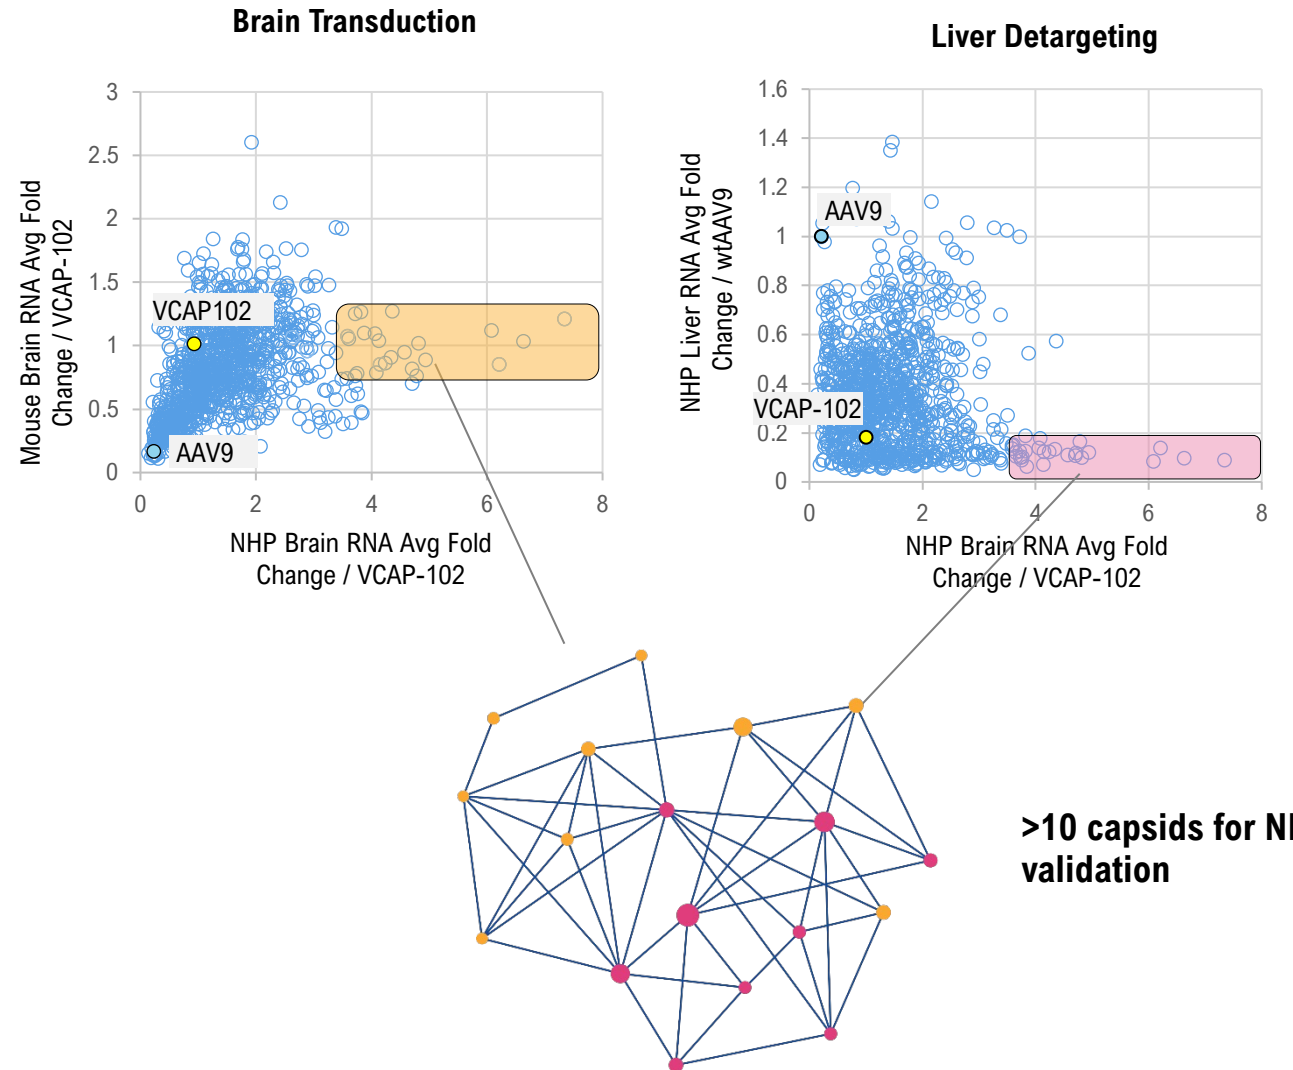 Brain Transduction
3
2.5
2
1.5
1
0.5
0
0
2
4
6
8
Mouse Brain RNA Avg Fold
Change / VCAP-102
VCAP102
AAV9
NHP Brain RNA Avg Fold
Change / VCAP-102
Liver Detargeting
1.6
1.4
1.2
1
0.8
0.6
0.4
0.2
0
0
2
4
6
8
NHP Liver RNA Avg Fold
Change / wtAAV9
AAV9
VCAP-102
NHP Brain RNA Avg Fold
Change / VCAP-102
>10 capsids for
validation